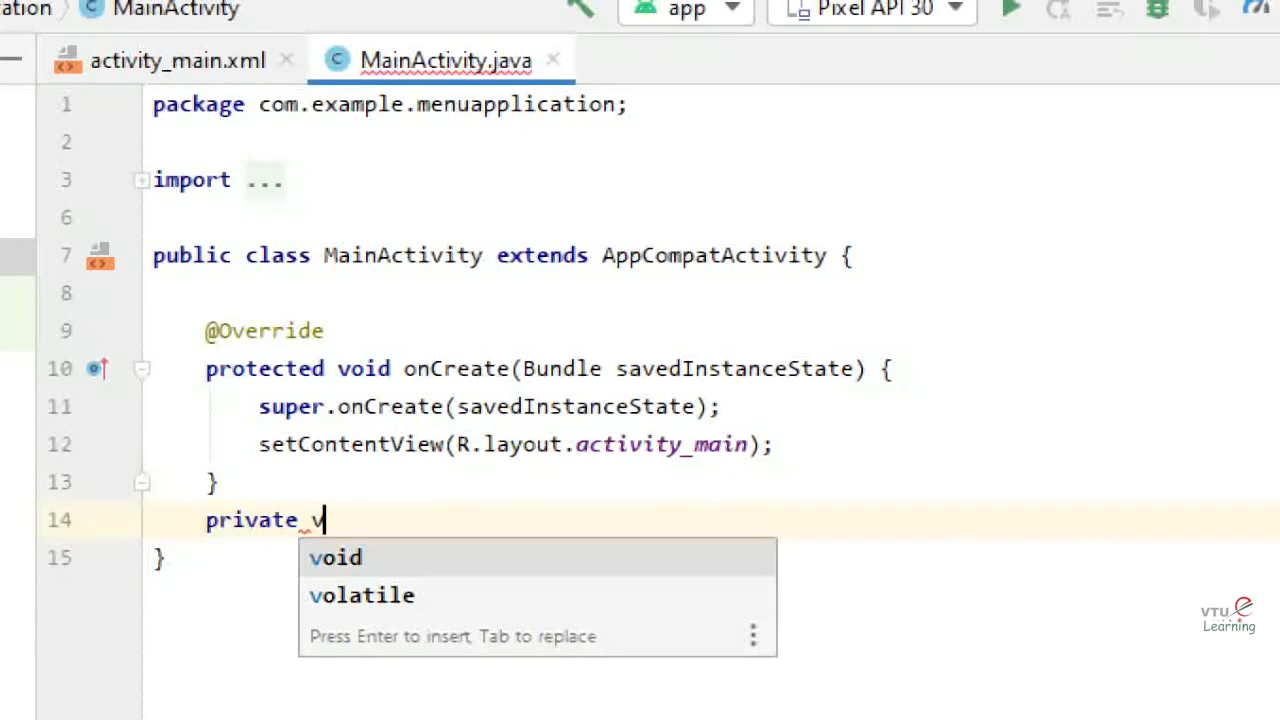 ation MainActivity app Pixel API 30
activity_main.xml MainActivity.java
1 package com.example.menuapplication;
2
3 import ...
6
7 public class MainActivity extends AppCompatActivity {
8
9 @Override
10 protected void onCreate(Bundle savedInstanceState) {
11 super.onCreate(savedInstanceState);
12 setContentView(R.layout.activity_main);
13 }
14 private v
15 }
void
volatile
Press Enter to insert, Tab to replace
VTU e
Learning